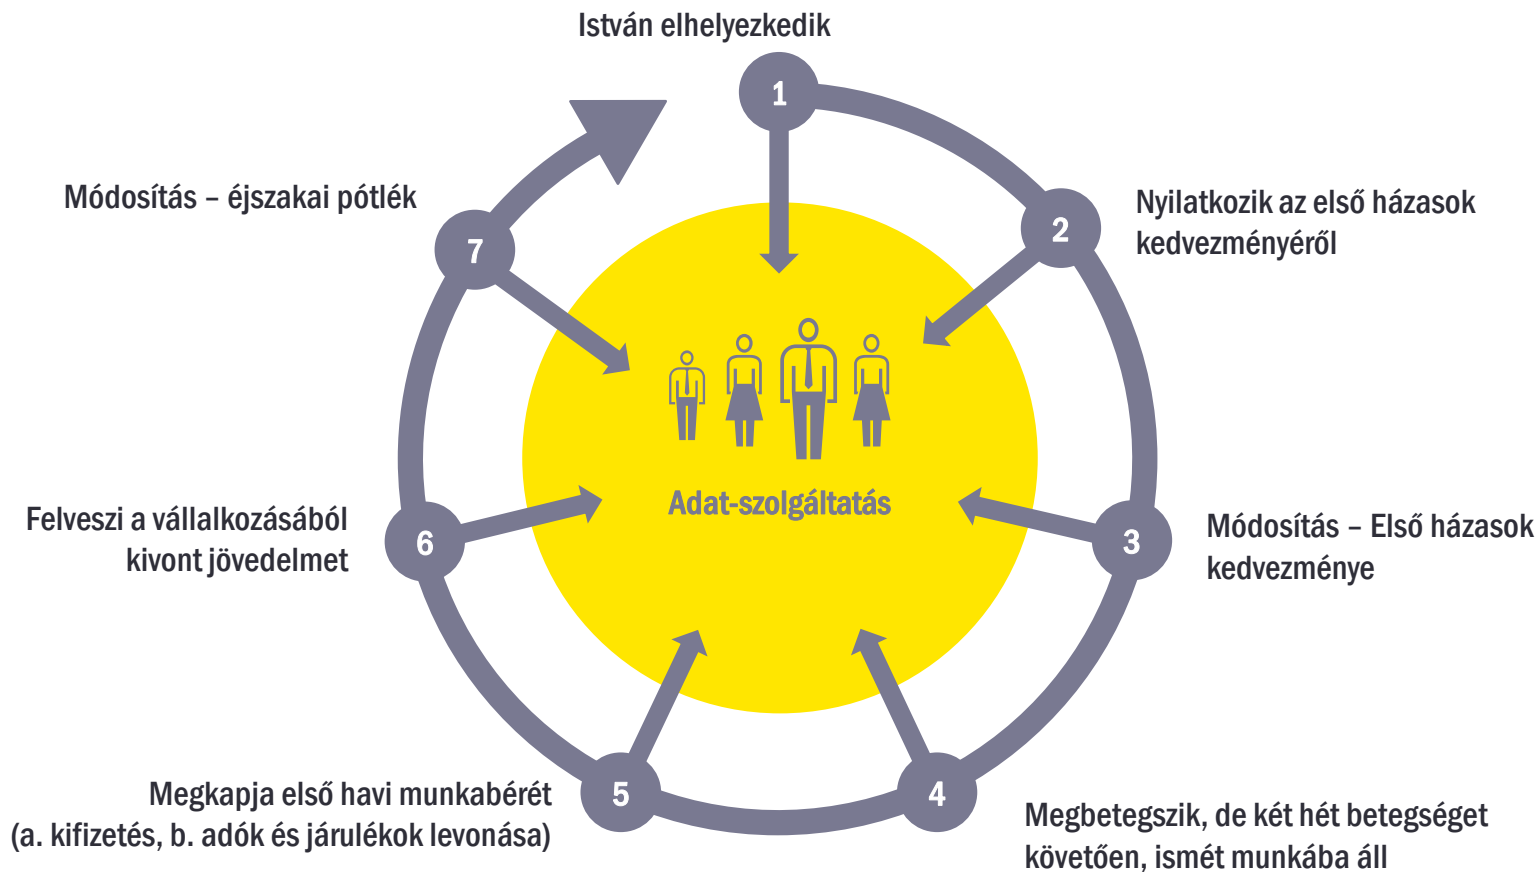 István elhelyezkedik
1
Nyilatkozik az első házasok
kedvezményéről
2
Módosítás – Első házasok
kedvezménye
3
Megbetegszik, de két hét betegséget
követően, ismét munkába áll
4
Megkapja első havi munkabérét
(a. kifizetés, b. adók és járulékok levonása)
5
Felveszi a vállalkozásából
kivont jövedelmet
6
Módosítás – éjszakai pótlék
7
Adat-szolgáltatás